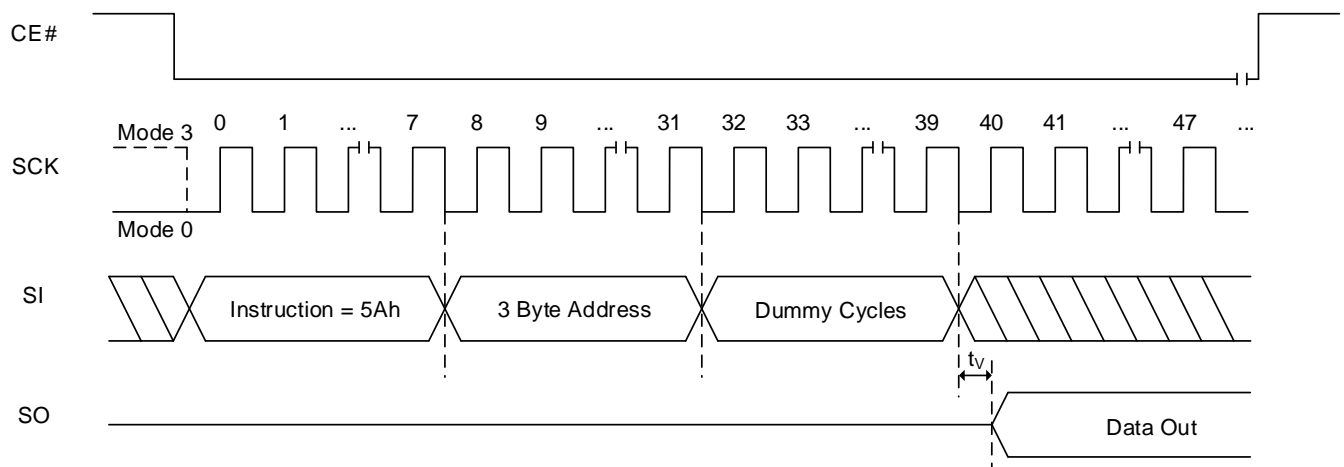 CE#
0 1 ... 7 8 9 ... 31 32 33 ... 39 40 41 ... 47 ...
Mode 3
SCK
Mode 0
SI
Instruction = 5Ah
3 Byte Address
Dummy Cycles
tV
SO
Data Out